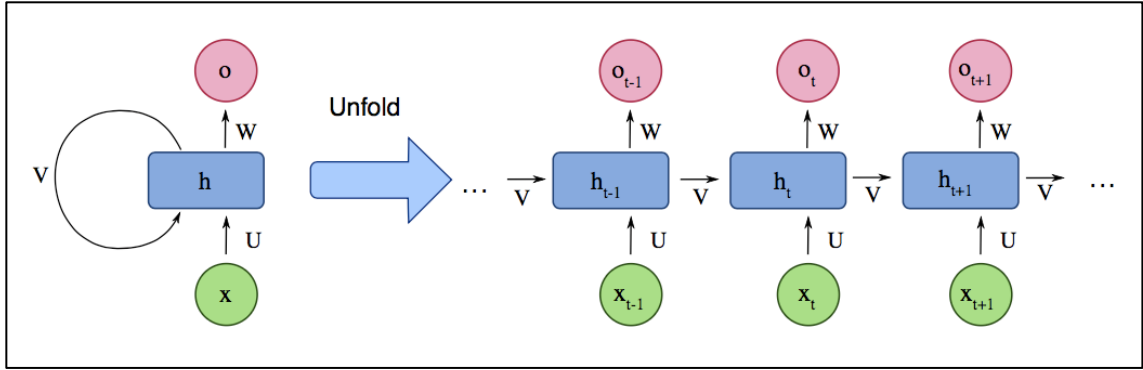 o
W
V
h
U
x
Unfold
...
V
o_{t-1}
W
h_{t-1}
U
x_{t-1}
V
o_t
W
h_t
U
x_t
V
o_{t+1}
W
h_{t+1}
U
x_{t+1}
V
...